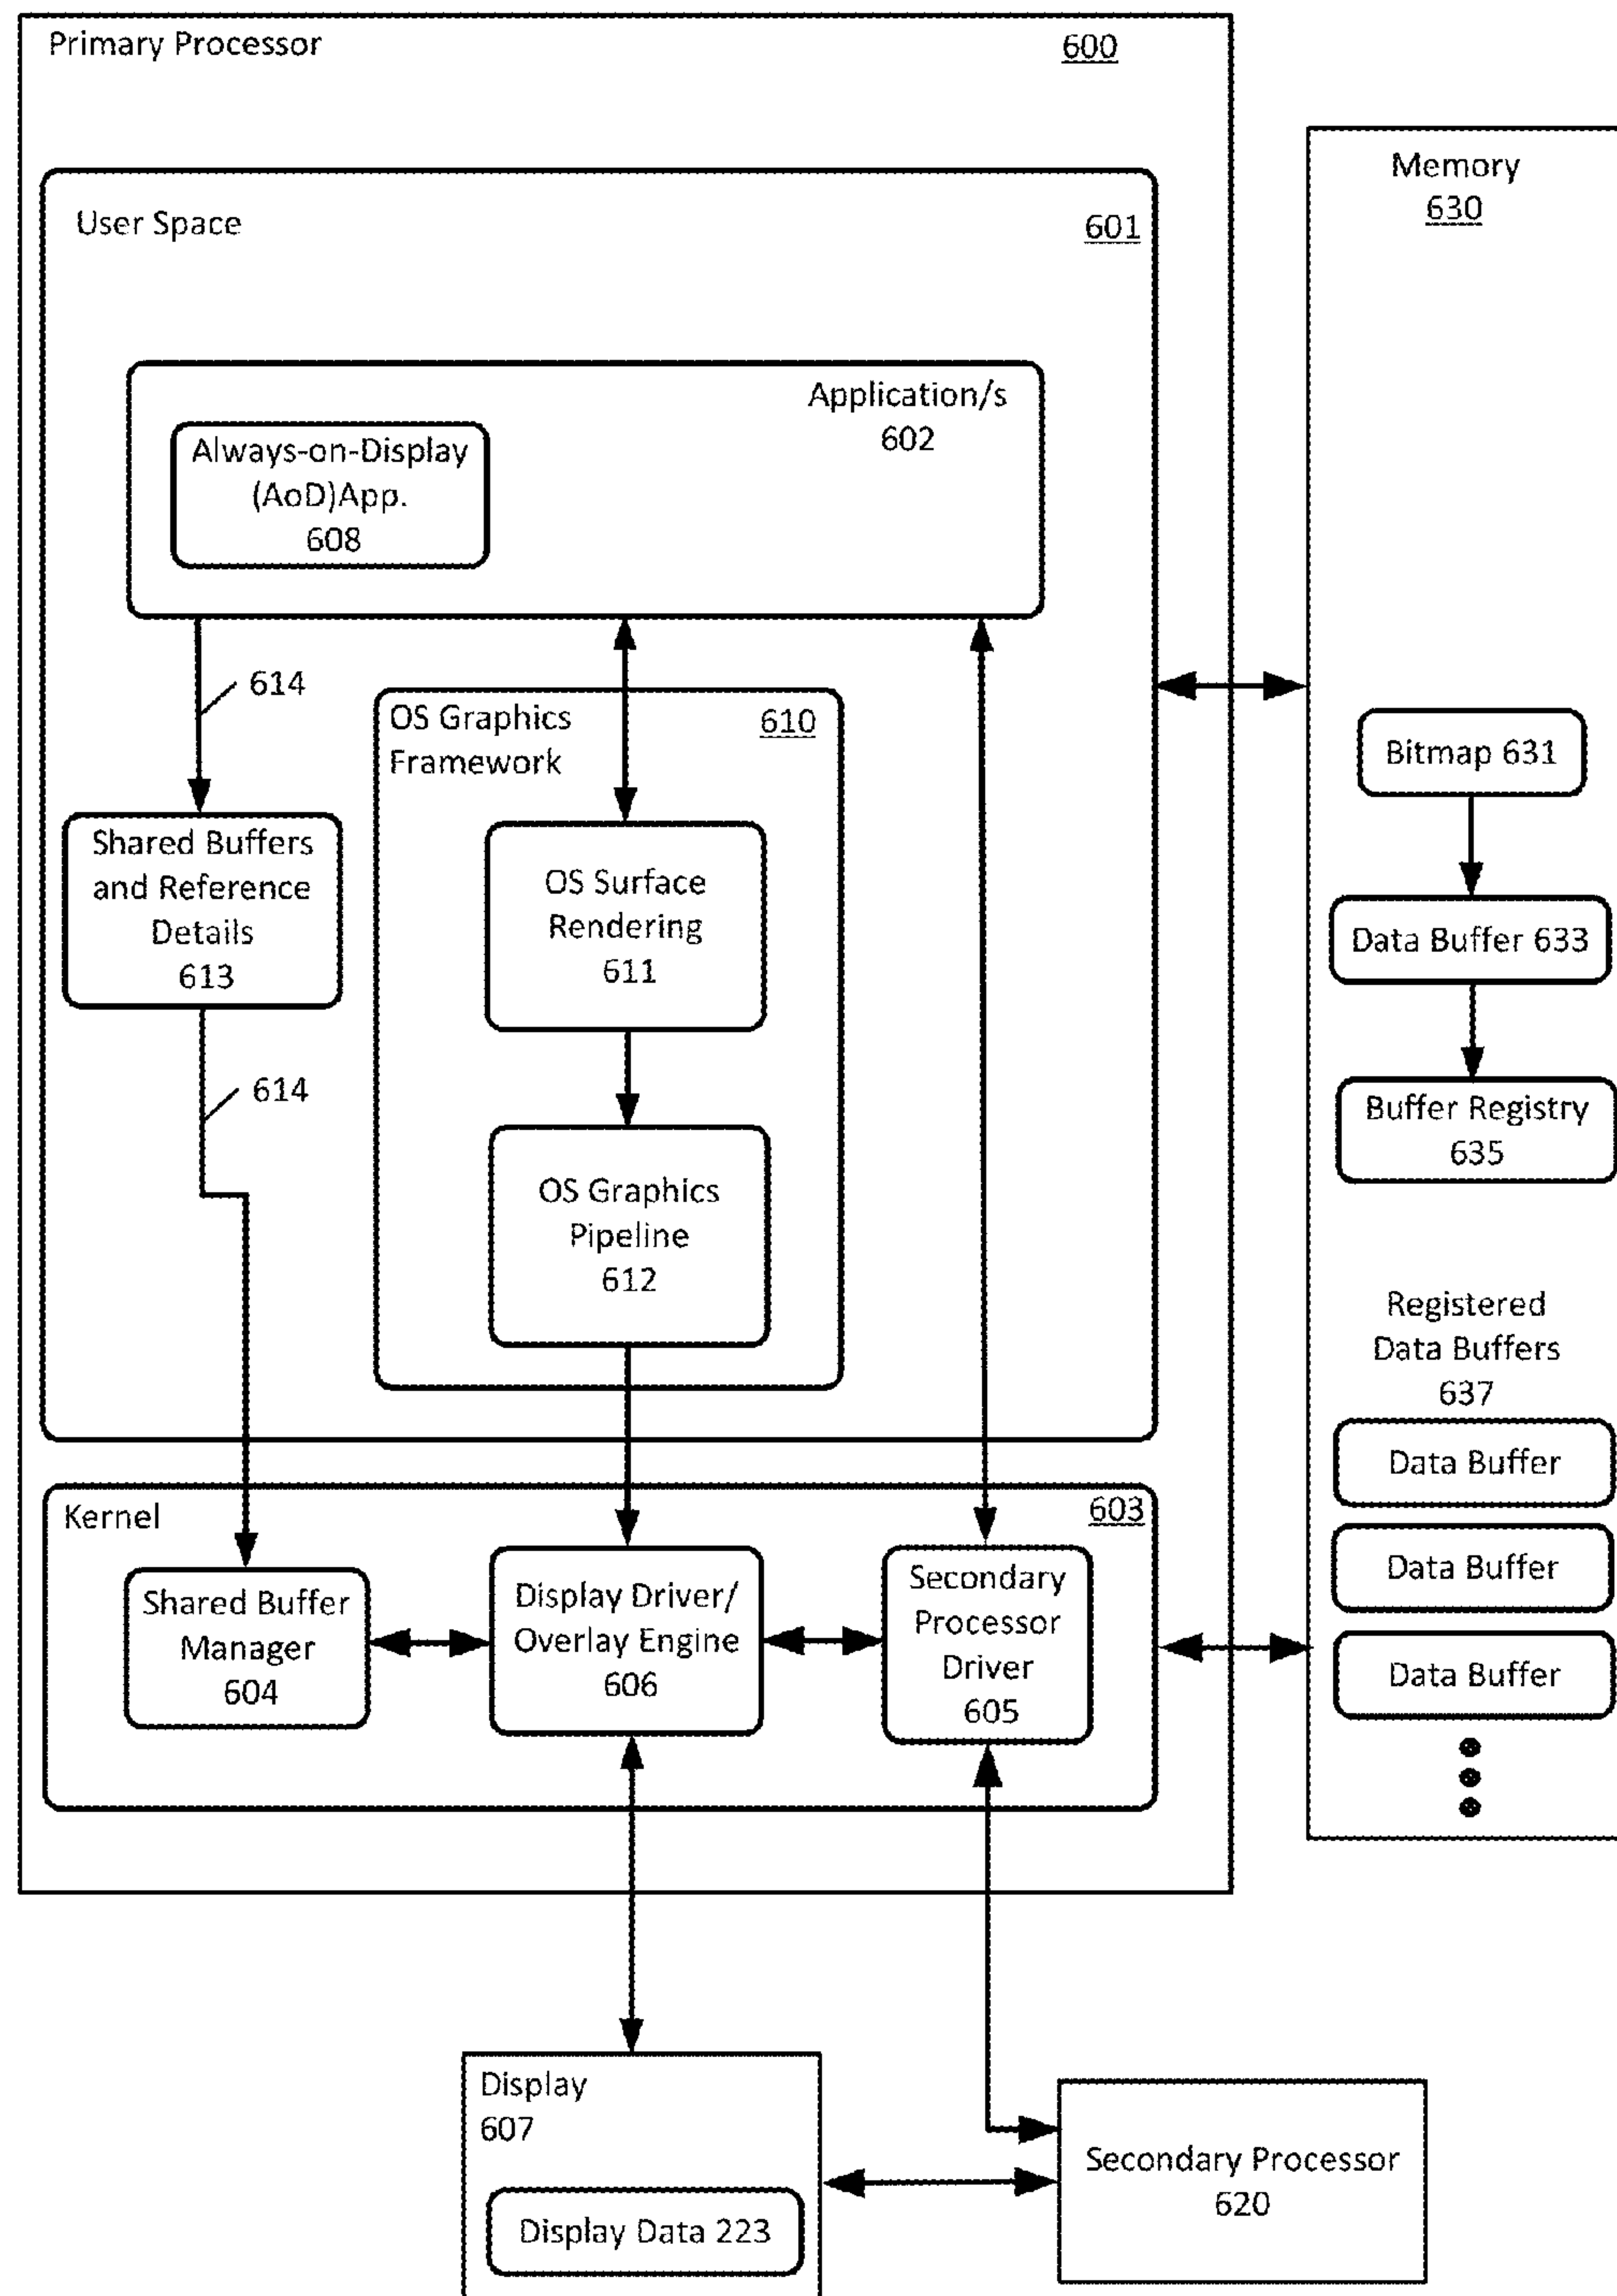 Primary Processor
600
User Space
601
Application/s
602
Always-on-Display
(AoD)App.
608
614
OS Graphics
Framework
610
Shared Buffers
and Reference
Details
613
OS Surface
Rendering
611
614
OS Graphics
Pipeline
612
Kernel
603
Shared Buffer
Manager
604
Display Driver/
Overlay Engine
606
Secondary
Processor
Driver
605
Memory
630
Bitmap 631
Data Buffer 633
Buffer Registry
635
Registered
Data Buffers
637
Data Buffer
Data Buffer
Data Buffer
Display
607
Display Data 223
Secondary Processor
620